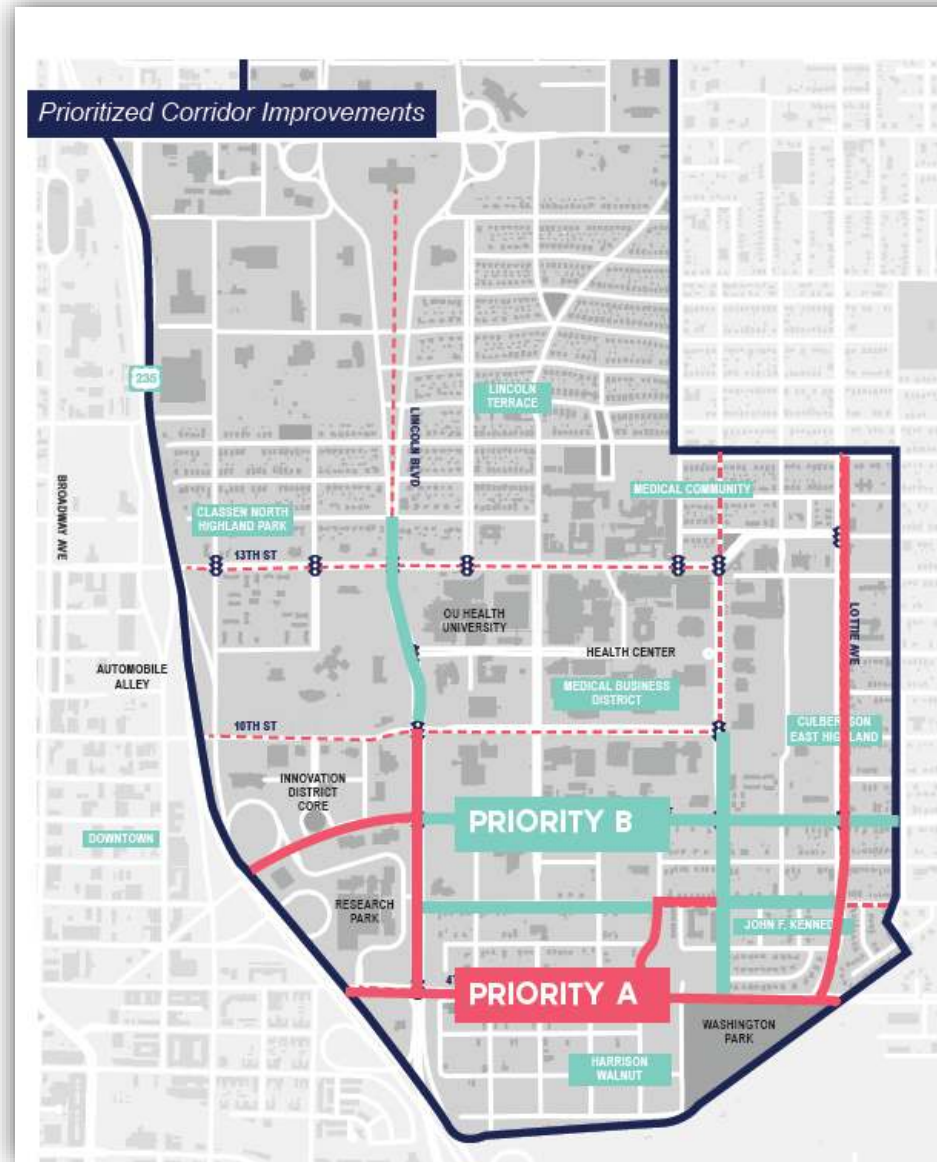 Prioritized Corridor Improvements
235
LINCOLN
TERRACE
LINCOLN BLVD
BROADWAY AVE
MEDICAL COMMUNITY
CLASSEN NORTH
HIGHLAND PARK
13TH ST
OU HEALTH
UNIVERSITY
LOTTIE AVE
HEALTH CENTER
AUTOMOBILE
ALLEY
MEDICAL BUSINESS
DISTRICT
10TH ST
CULBERTSON
EAST HIGHLAND
INNOVATION
DISTRICT
CORE
PRIORITY B
DOWNTOWN
RESEARCH
PARK
JOHN F. KENNEDY
PRIORITY A
WASHINGTON
PARK
HARRISON
WALNUT